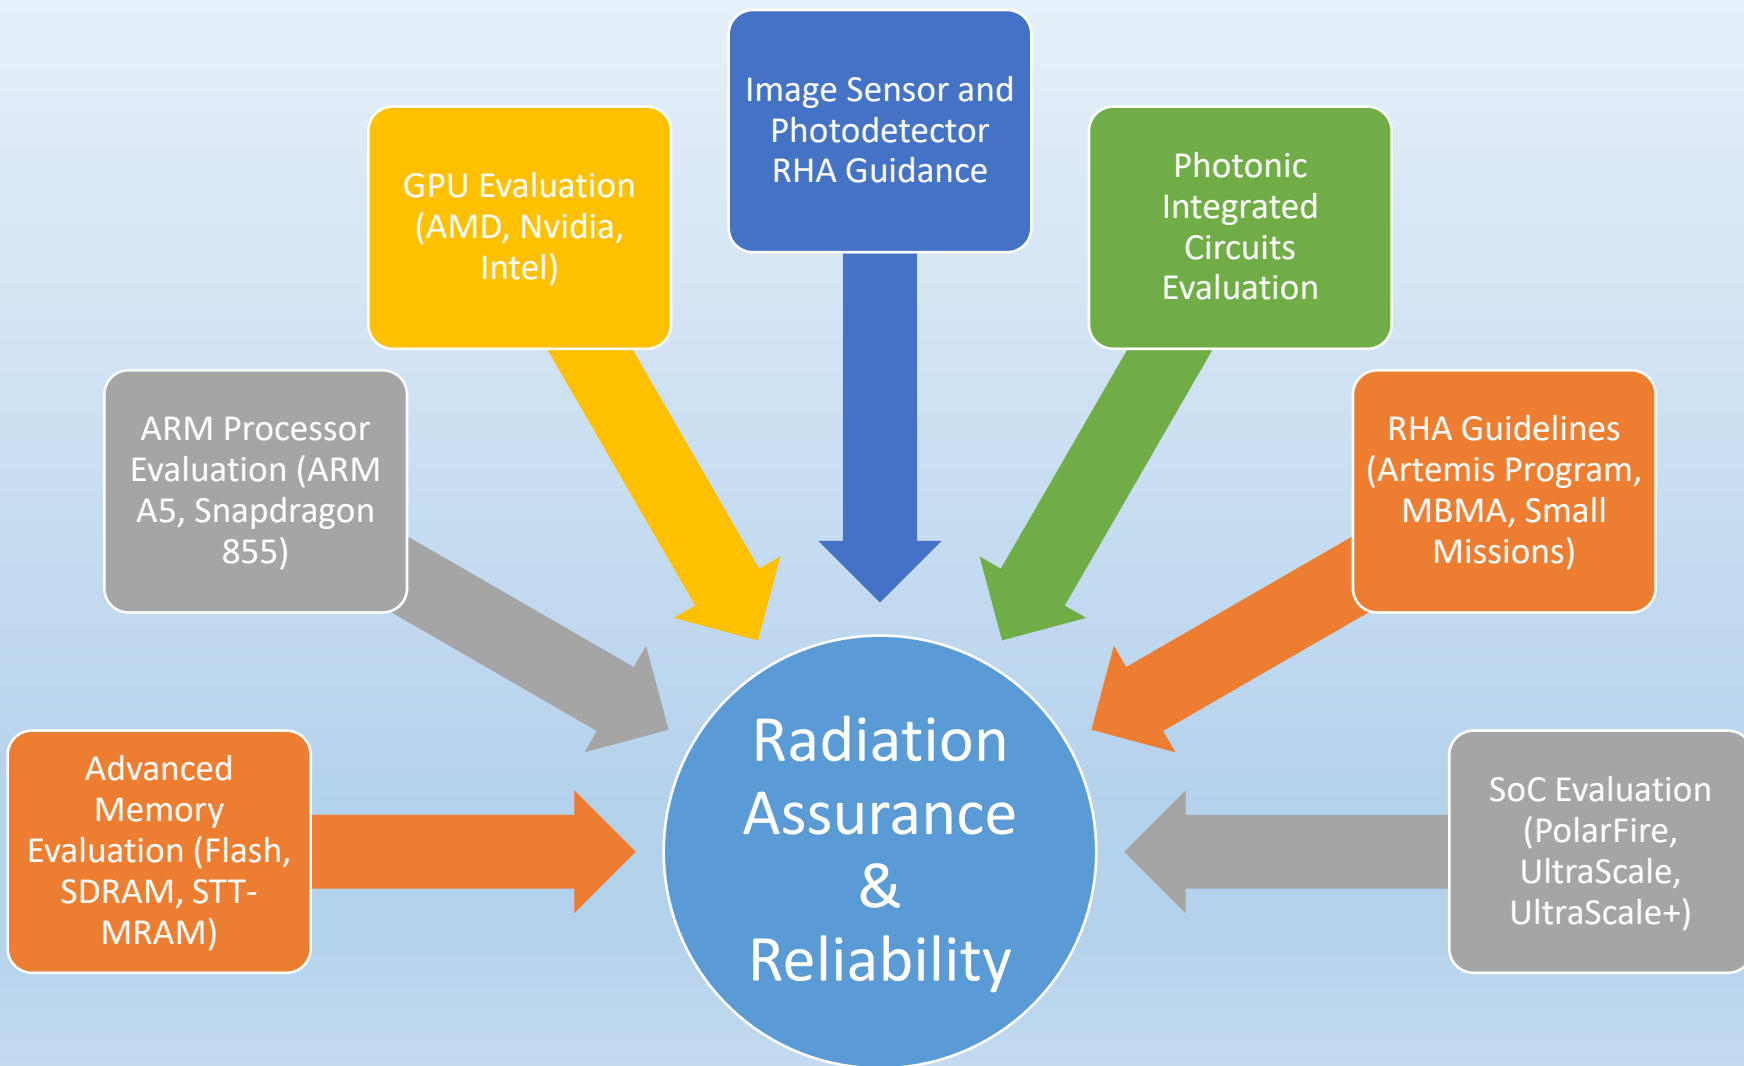 Image Sensor and
Photodetector
RHA Guidance
GPU Evaluation
(AMD, Nvidia,
Intel)
Photonic
Integrated
Circuits
Evaluation
ARM Processor
Evaluation (ARM
A5, Snapdragon
855)
RHA Guidelines
(Artemis Program,
MBMA, Small
Missions)
Advanced
Memory
Evaluation (Flash,
SDRAM, STT-
MRAM)
Radiation
Assurance
&
Reliability
SoC Evaluation
(PolarFire,
UltraScale,
UltraScale+)